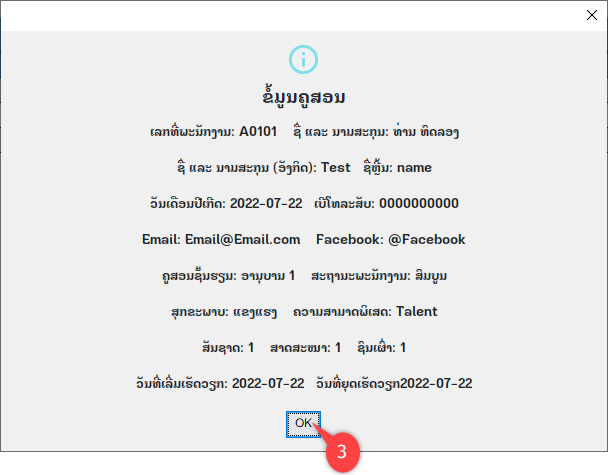 ຂໍ້ມູນຄູສອນ
ເລກທີ່ພະນັກງານ: A0101 ຊື່ ແລະ ນາມສະກຸນ: ທ່ານ ທົດລອງ
ຊື່ ແລະ ນາມສະກຸນ (ອັງກິດ): Test ຊື່ຫຼິ້ນ: name
ວັນເດືອນປີເກີດ: 2022-07-22 ເບີໂທລະສັບ: 0000000000
Email: Email@Email.com Facebook: @Facebook
ຄູສອນຊັ້ນຮຽນ: ອານຸບານ 1 ສະຖານະພະນັກງານ: ສົມບູນ
ສຸກຂະພາບ: ແຂງແຮງ ຄວາມສາມາດພິເສດ: Talent
ສັນຊາດ: 1 ສາດສະໜາ: 1 ຊົນເຜົ່າ: 1
ວັນທີ່ເລີ່ມເຮັດວຽກ: 2022-07-22 ວັນທີ່ຢຸດເຮັດວຽກ2022-07-22
OK
3